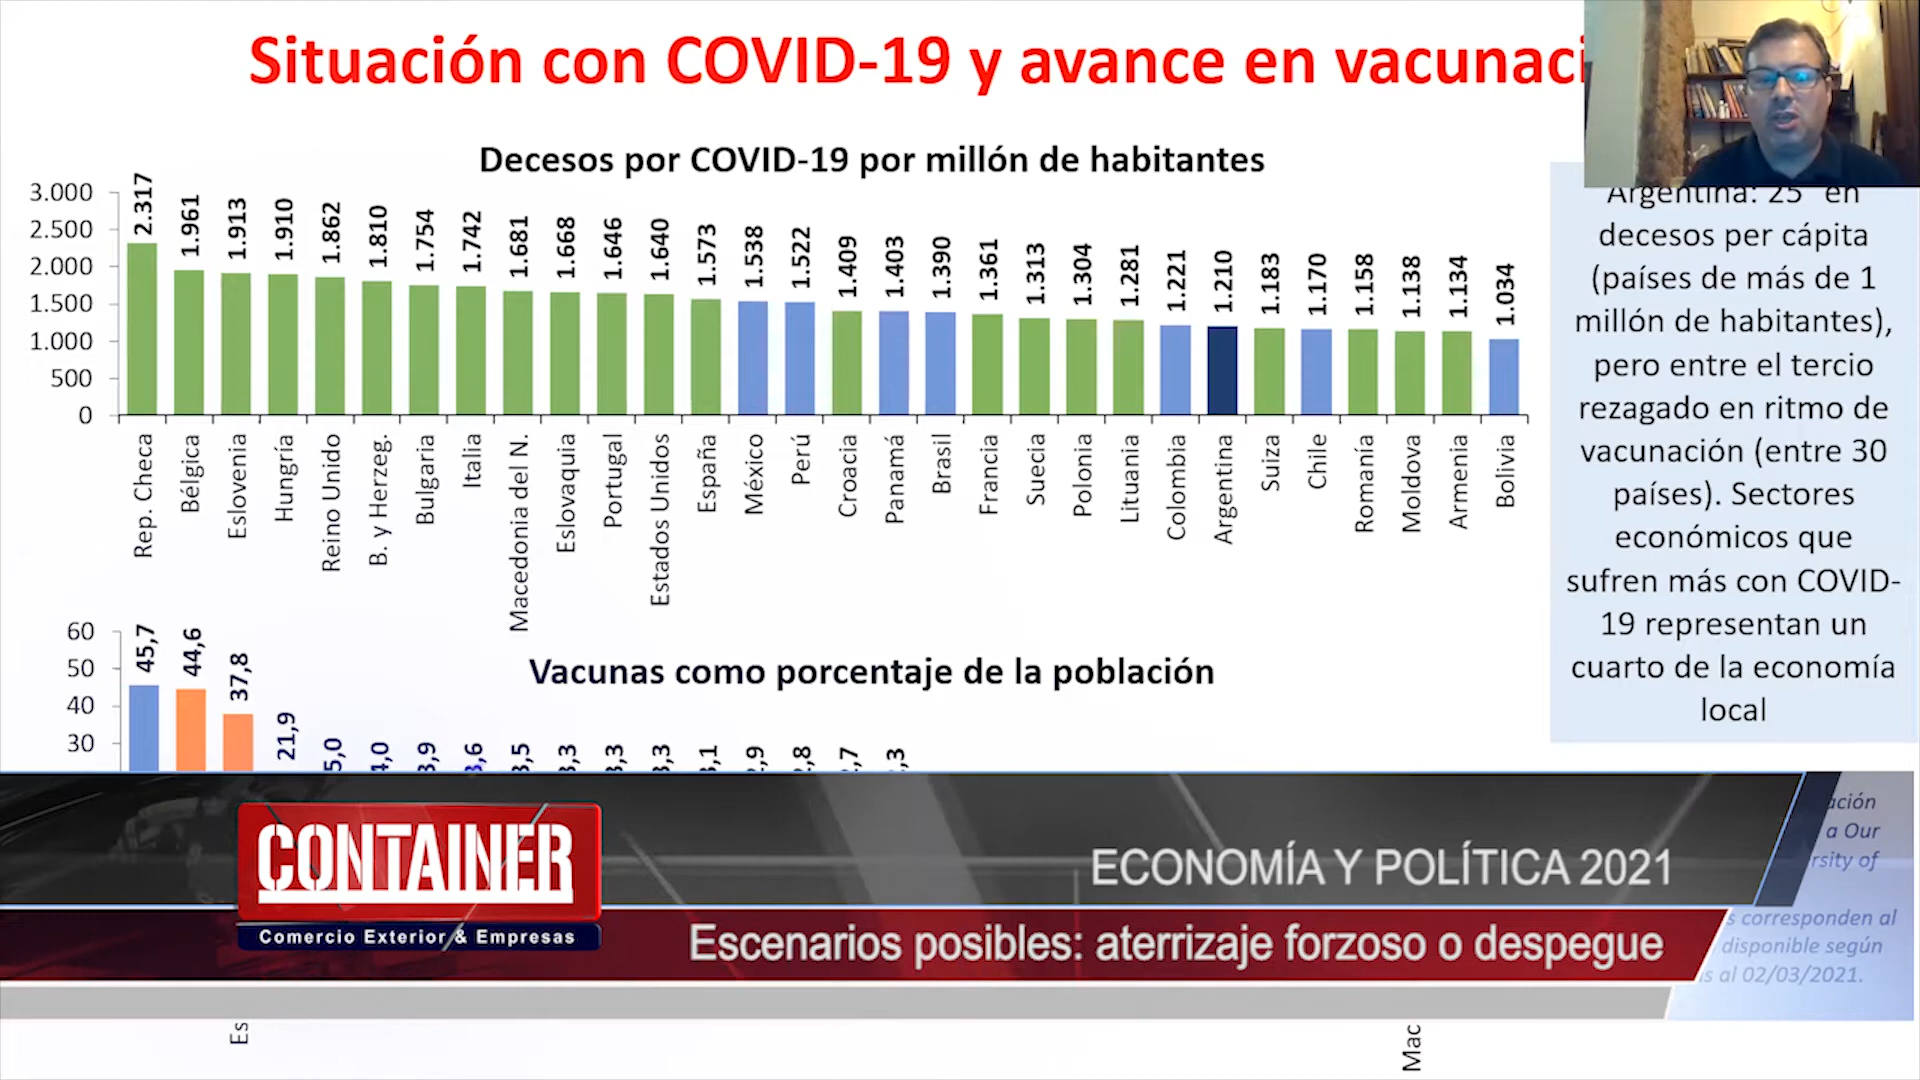 Situación con COVID-19 y avance en
Decesos por COVID-19 por millón de habitantes
3.000
2.500
2.000
1.500
1.000
500
0
2.317
1.961
1.913
1.910
1.862
1.810
1.754
1.742
1.681
1.668
1.646
1.640
1.573
1.538
1.522
1.409
1.403
1.390
1.361
1.313
1.304
1.281
1.221
1.210
1.183
1.170
1.158
1.138
1.134
1.034
Rep. Checa
Bélgica
Eslovenia
Hungría
Reino Unido
B. y Herzeg.
Bulgaria
Italia
Macedonia del N.
Eslovaquia
Portugal
Estados Unidos
España
México
Perú
Croacia
Panamá
Brasil
Francia
Suecia
Polonia
Lituania
Colombia
Argentina
Suiza
Chile
Romanía
Moldova
Armenia
Bolivia
Argentina: 25° en
decesos per cápita
(países de más de 1
millón de habitantes),
pero entre el tercio
rezagado en ritmo de
vacunación (entre 30
países). Sectores
económicos que
sufren más con COVID-
19 representan un
cuarto de la economía
local
Vacunas como porcentaje de la población
60
50
40
30
45,7
44,6
37,8
21,9
a Our
of
corresponden al
disponible según
al 02/03/2021.
CONTAINER
Comercio Exterior & Empresas
ECONOMÍA Y POLÍTICA 2021
Escenarios posibles: aterrizaje forzoso o despegue